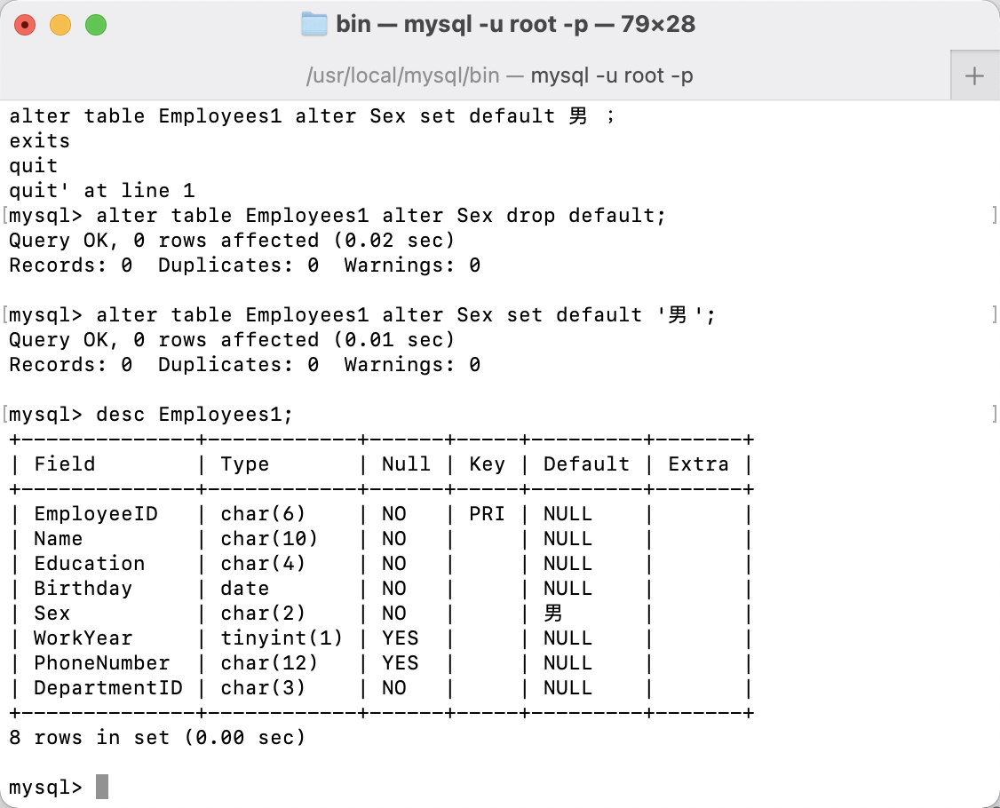 bin — mysql -u root -p — 79×28
/usr/local/mysql/bin — mysql -u root -p
+
alter table Employees1 alter Sex set default 男 ；
exits
quit
quit' at line 1
[mysql> alter table Employees1 alter Sex drop default; ]
Query OK, 0 rows affected (0.02 sec)
Records: 0  Duplicates: 0  Warnings: 0
[mysql> alter table Employees1 alter Sex set default '男'; ]
Query OK, 0 rows affected (0.01 sec)
Records: 0  Duplicates: 0  Warnings: 0
[mysql> desc Employees1; ]
+--------------+------------+------+-----+---------+-------+
| Field        | Type       | Null | Key | Default | Extra |
+--------------+------------+------+-----+---------+-------+
| EmployeeID   | char(6)    | NO   | PRI | NULL    |       |
| Name         | char(10)   | NO   |     | NULL    |       |
| Education    | char(4)    | NO   |     | NULL    |       |
| Birthday     | date       | NO   |     | NULL    |       |
| Sex          | char(2)    | NO   |     | 男      |       |
| WorkYear     | tinyint(1) | YES  |     | NULL    |       |
| PhoneNumber  | char(12)   | YES  |     | NULL    |       |
| DepartmentID | char(3)    | NO   |     | NULL    |       |
+--------------+------------+------+-----+---------+-------+
8 rows in set (0.00 sec)
mysql>